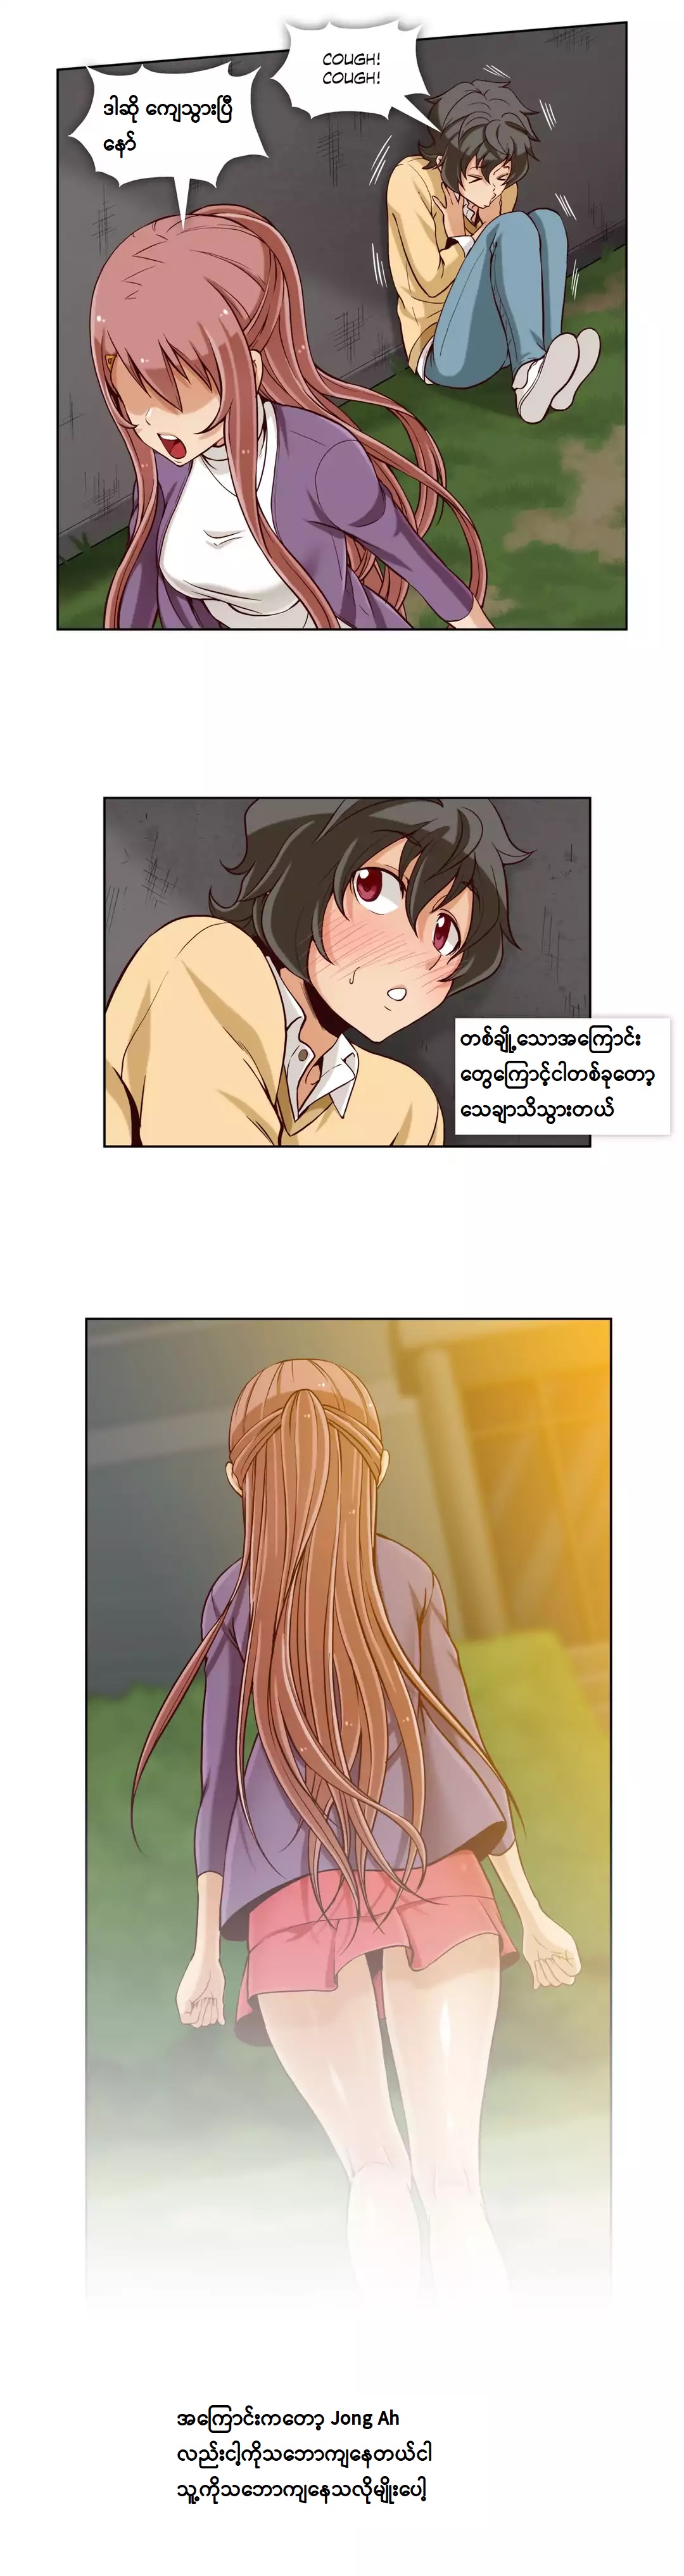 COUGH!
COUGH!
ဒါဆို ကျေသွားပြီ
နော်
တစ်ချို့သောအကြောင်း
တွေကြောင့်ငါတစ်ခုတော့
သေချာသိသွားတယ်
အကြောင်းကတော့ Jong Ah
လည်းငါ့ကိုသဘောကျနေတယ်ငါ
သူ့ကိုသဘောကျနေသလိုမျိုးပေါ့